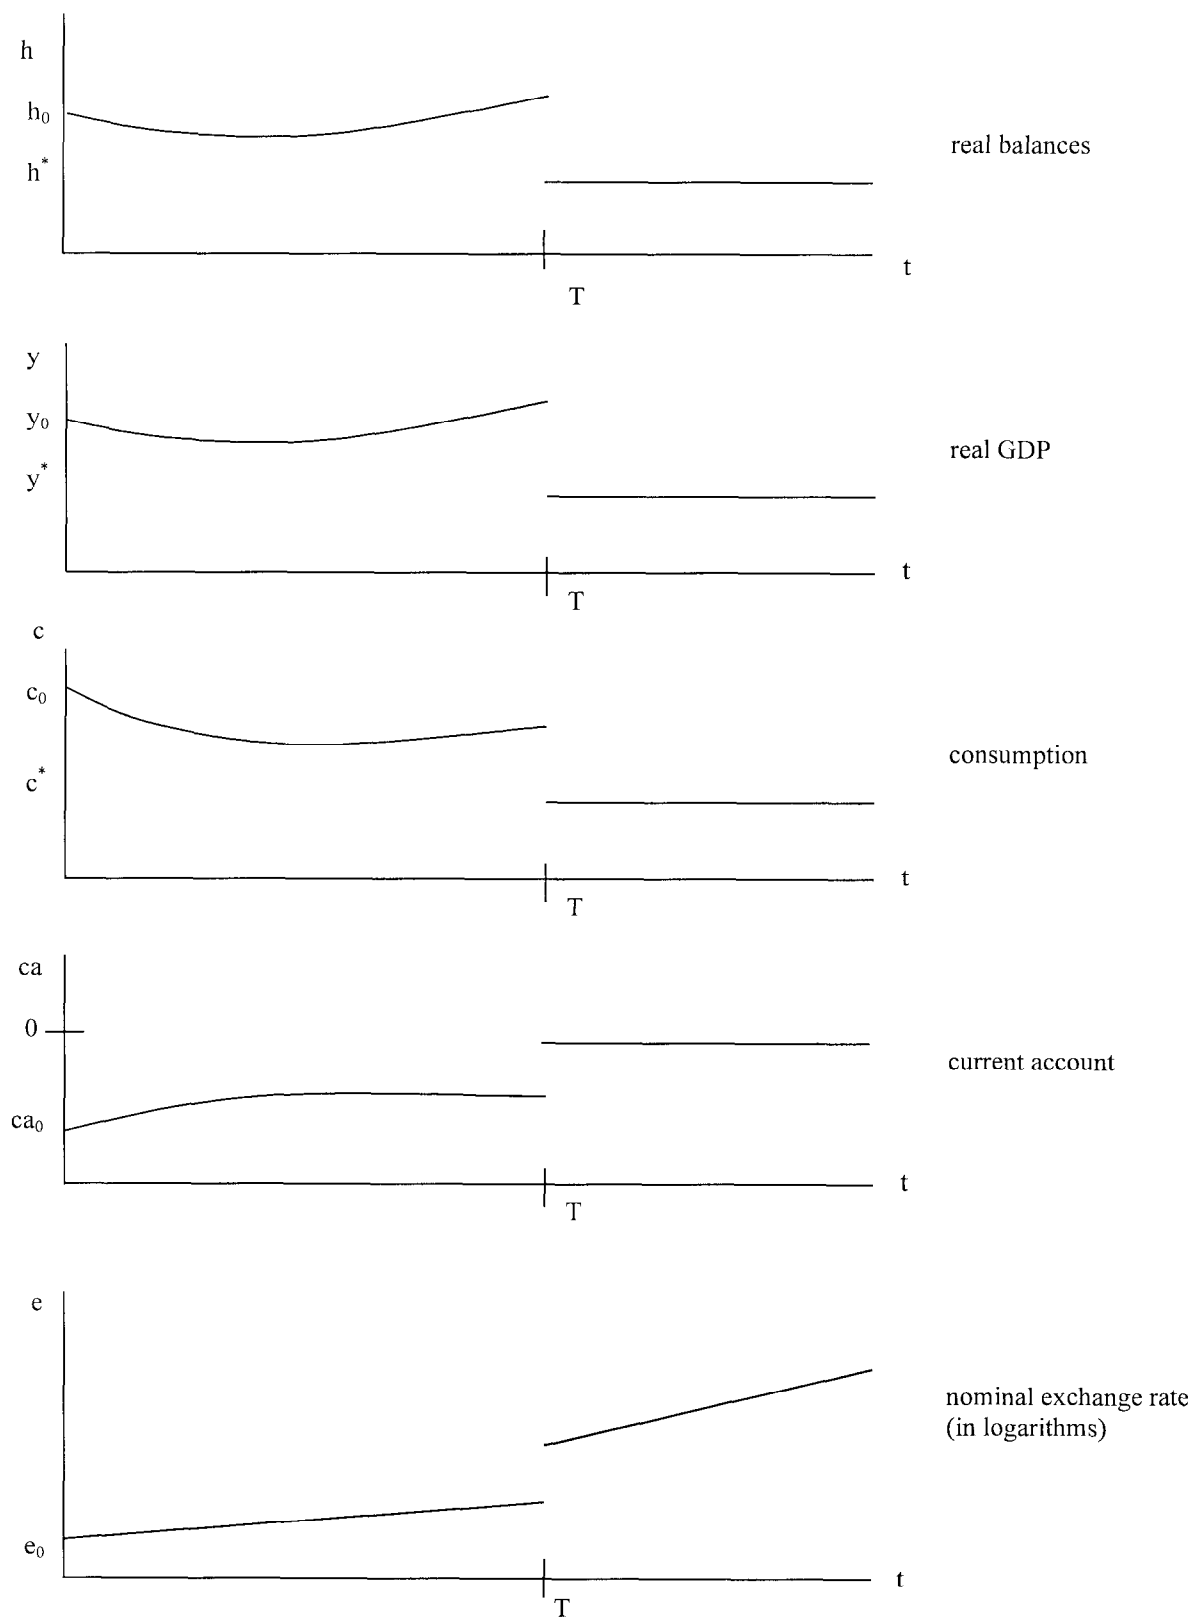 h
h₀
h*
real balances
t
T
y
y₀
y*
real GDP
t
T
c
c₀
c*
consumption
t
T
ca
0
ca₀
current account
t
T
e
e₀
nominal exchange rate
(in logarithms)
t
T